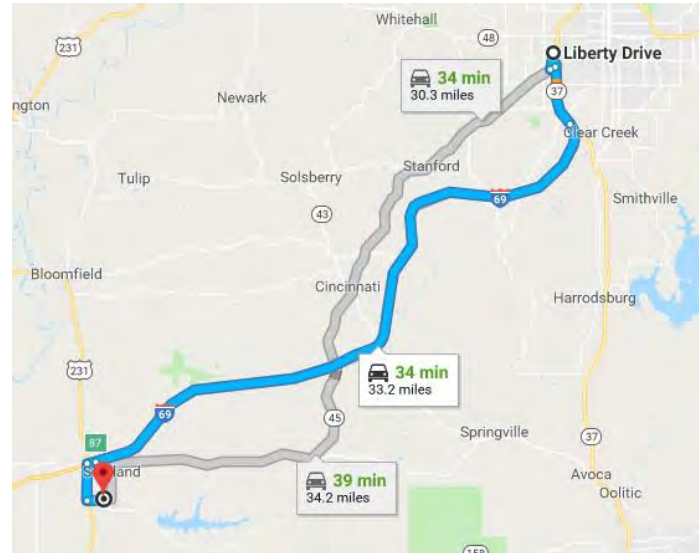 Whitehall
48
231
Liberty Drive
34 min
30.3 miles
37
ngton
Newark
Clear Creek
Stanford
Tulip
Solsberry
69
Smithville
43
Bloomfield
Cincinnati
Harrodsburg
231
34 min
33.2 miles
69
45
87
Springville
37
39 min
34.2 miles
Avoca
Oolitic
158